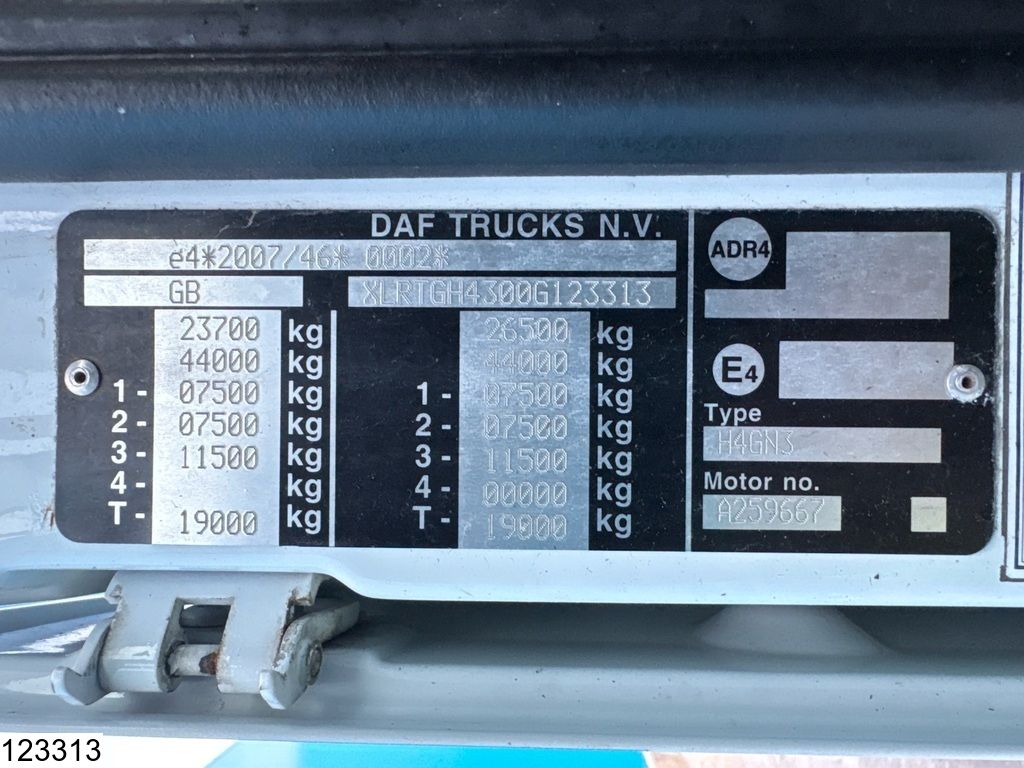 DAF TRUCKS N.V.
e4*2007/46* 0002*
GB XLRTGH4300G123313
23700 kg 26500 kg
44000 kg 44000 kg
1 - 07500 kg 1 - 07500 kg
2 - 07500 kg 2 - 07500 kg
3 - 11500 kg 3 - 11500 kg
4 - kg 4 - 00000 kg
T - 19000 kg T - 19000 kg
ADR4
E4
Type
H4GN3
Motor no.
A259667
123313